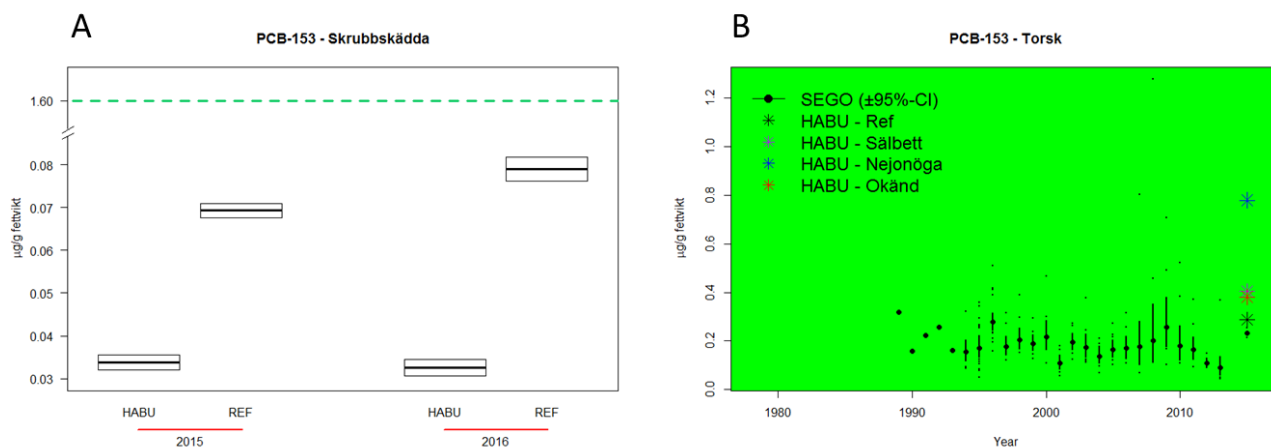 A
PCB-153 - Skrubbskädda
µg/g fettvikt
1.60
0.08
0.07
0.06
0.05
0.04
0.03
HABU REF HABU REF
2015 2016
B
PCB-153 - Torsk
µg/g fettvikt
1.2
1.0
0.8
0.6
0.4
0.2
0.0
SEGO (±95%-CI)
HABU - Ref
HABU - Sälbett
HABU - Nejonöga
HABU - Okänd
1980 1990 2000 2010
Year